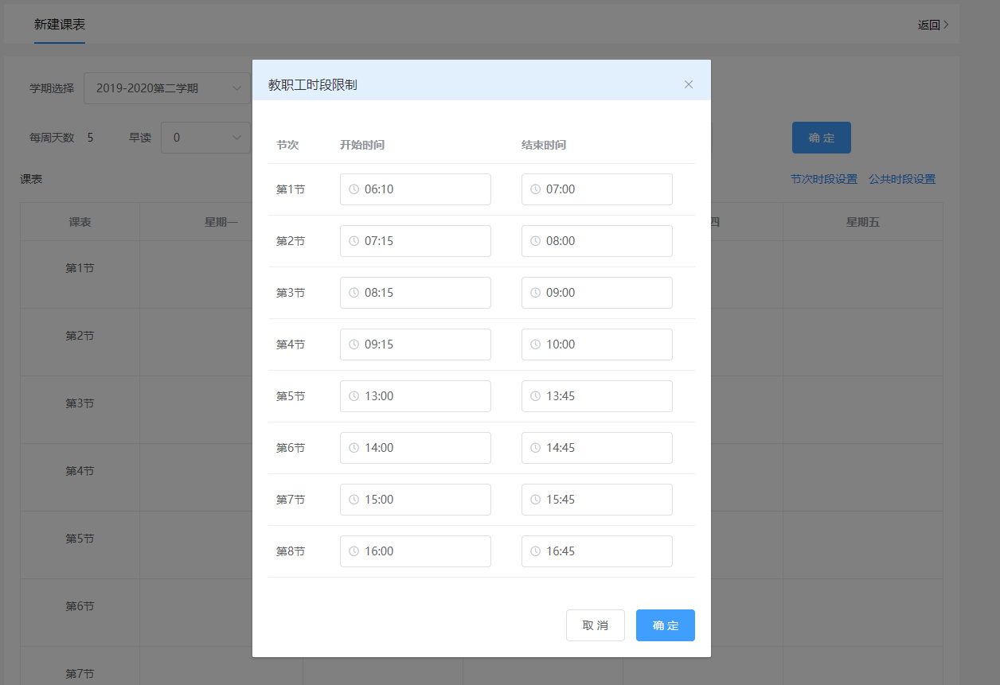 新建课表 返回
学期选择 2019-2020第二学期
每周天数 5 早读 0 确 定
课表 节次时段设置 公共时段设置
课表 星期一 四 星期五
第1节
第2节
第3节
第4节
第5节
第6节
第7节
教职工时段限制
节次 开始时间 结束时间
第1节 06:10 07:00
第2节 07:15 08:00
第3节 08:15 09:00
第4节 09:15 10:00
第5节 13:00 13:45
第6节 14:00 14:45
第7节 15:00 15:45
第8节 16:00 16:45
取 消 确 定